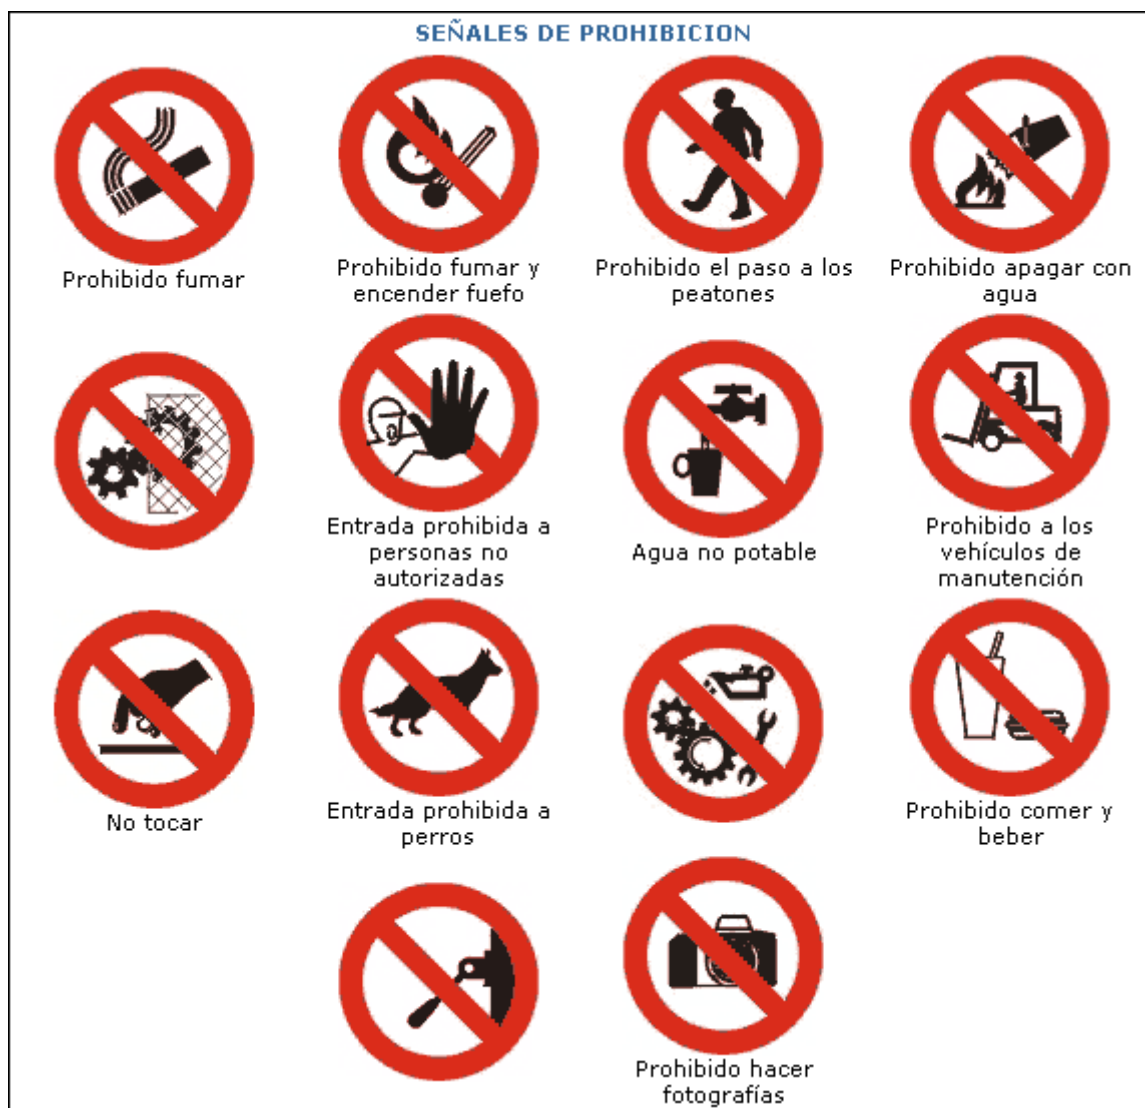 SEÑALES DE PROHIBICION
Prohibido fumar
Prohibido fumar y
encender fuefo
Prohibido el paso a los
peatones
Prohibido apagar con
agua
Entrada prohibida a
personas no
autorizadas
Agua no potable
Prohibido a los
vehículos de
manutención
No tocar
Entrada prohibida a
perros
Prohibido comer y
beber
Prohibido hacer
fotografías